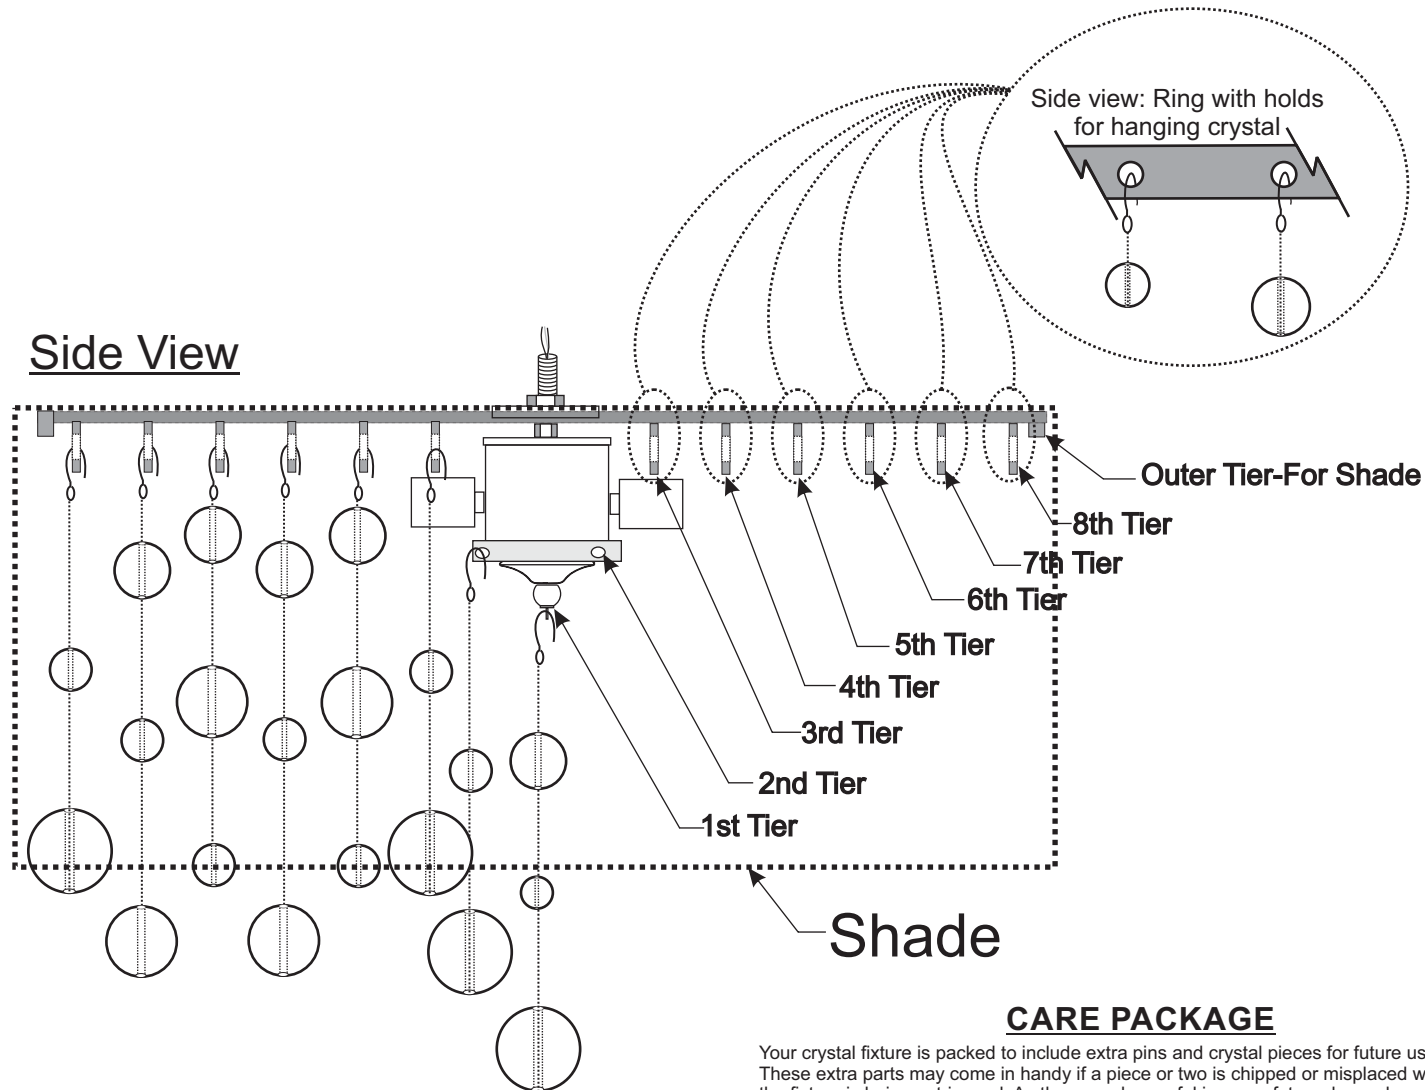 Side view: Ring with holds
for hanging crystal
Side View
Outer Tier-For Shade
8th Tier
7th Tier
6th Tier
5th Tier
4th Tier
3rd Tier
2nd Tier
1st Tier
Shade
CARE PACKAGE
Your crystal fixture is packed to include extra pins and crystal pieces for future
These extra parts may come in handy if a piece or two is chipped or misplaced